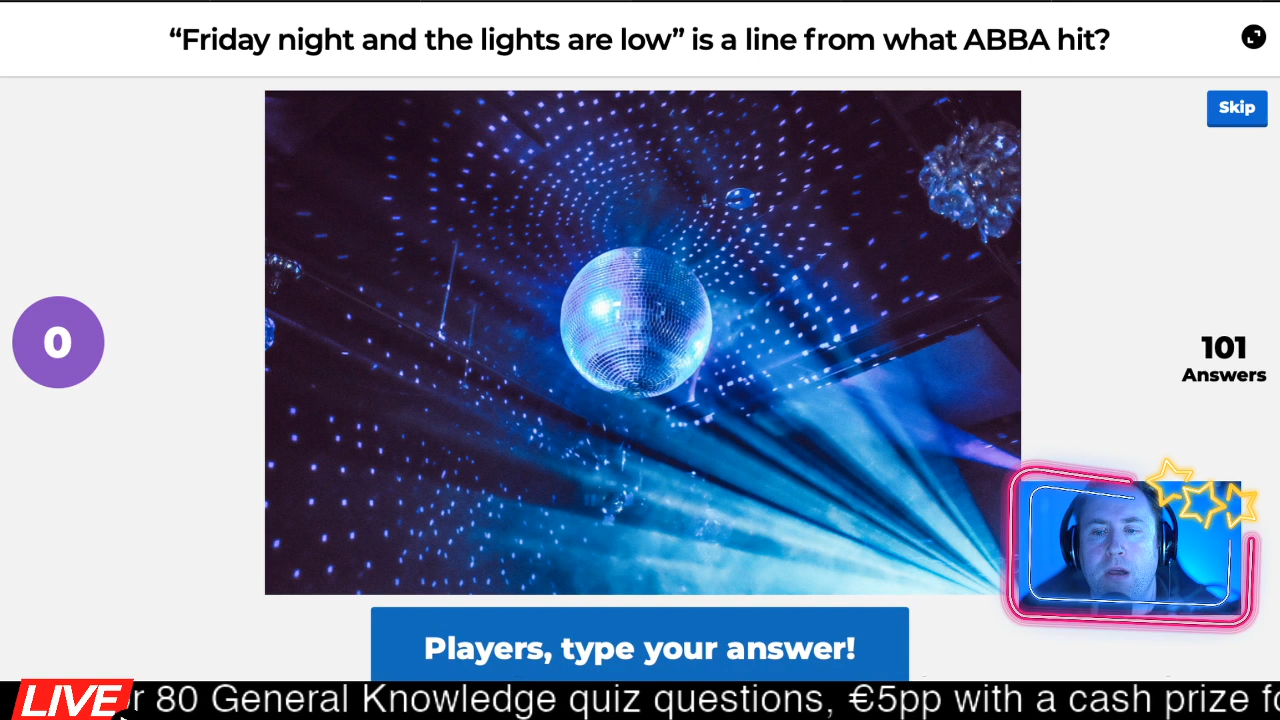 “Friday night and the lights are low” is a line from what ABBA hit?
Skip
0
101
Answers
Players, type your answer!
LIVE
r 80 General Knowledge quiz questions, €5pp with a cash prize fo